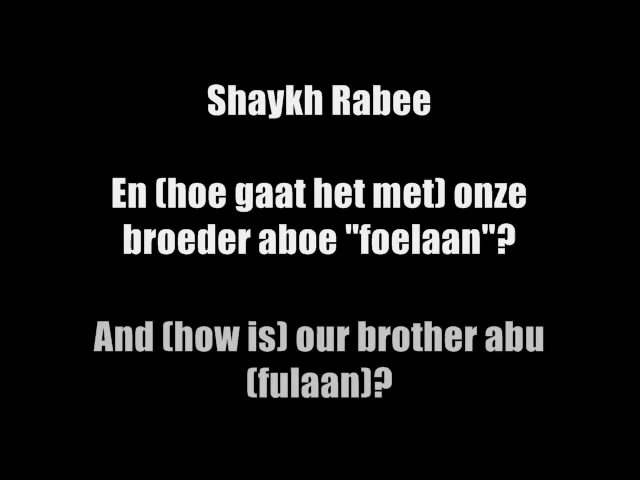 Shaykh Rabee
En (hoe gaat het met) onze
broeder aboe "foelaan"?
And (how is) our brother abu
(fulaan)?